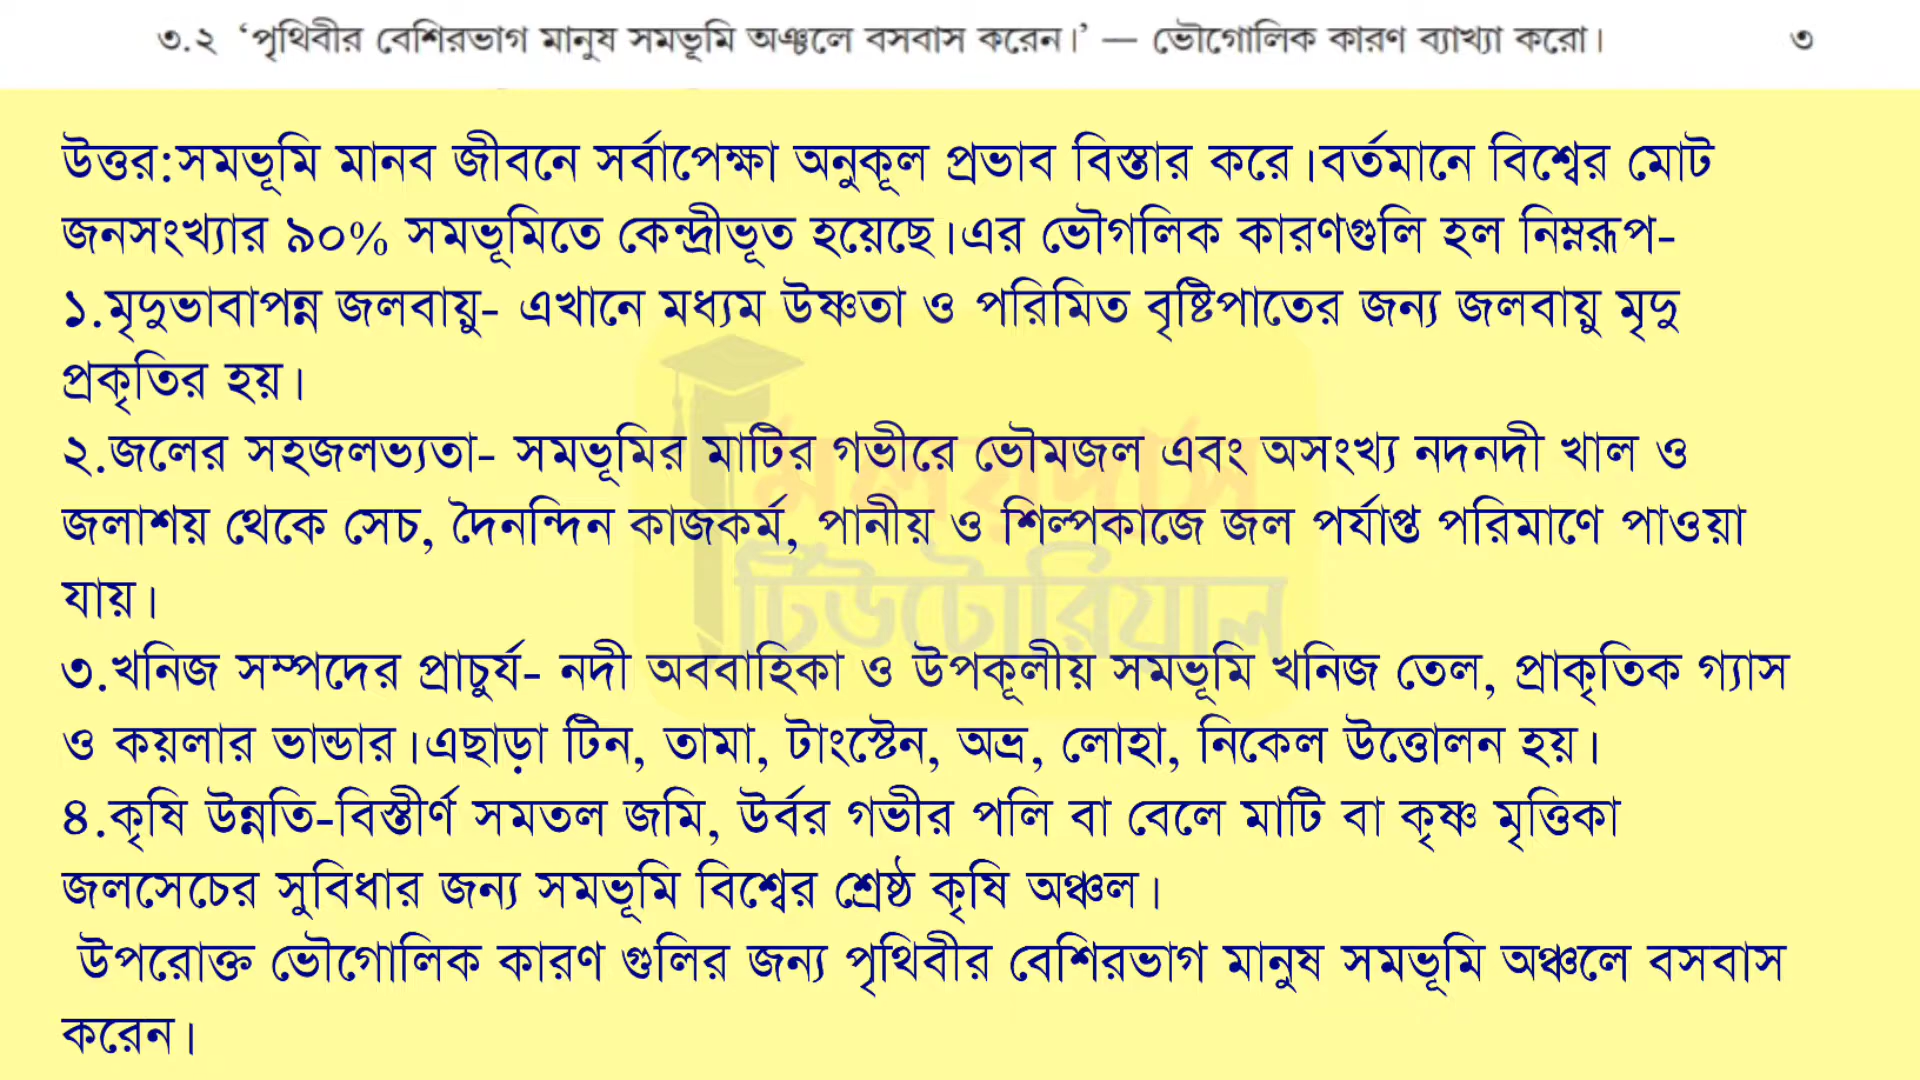 ৩.২ ‘পৃথিবীর বেশিরভাগ মানুষ সমভূমি অঞ্চলে বসবাস করেন।’ — ভৌগোলিক কারণ ব্যাখ্যা করো। ৩
উত্তর:সমভূমি মানব জীবনে সর্বাপেক্ষা অনুকূল প্রভাব বিস্তার করে।বর্তমানে বিশ্বের মোট
জনসংখ্যার ৯০% সমভূমিতে কেন্দ্রীভূত হয়েছে।এর ভৌগলিক কারণগুলি হল নিম্নরূপ-
১.মৃদুভাবাপন্ন জলবায়ু- এখানে মধ্যম উষ্ণতা ও পরিমিত বৃষ্টিপাতের জন্য জলবায়ু মৃদু
প্রকৃতির হয়।
২.জলের সহজলভ্যতা- সমভূমির মাটির গভীরে ভৌমজল এবং অসংখ্য নদনদী খাল ও
জলাশয় থেকে সেচ, দৈনন্দিন কাজকর্ম, পানীয় ও শিল্পকাজে জল পর্যাপ্ত পরিমাণে পাওয়া
যায়।
৩.খনিজ সম্পদের প্রাচুর্য- নদী অববাহিকা ও উপকূলীয় সমভূমি খনিজ তেল, প্রাকৃতিক গ্যাস
ও কয়লার ভান্ডার।এছাড়া টিন, তামা, টাংস্টেন, অভ্র, লোহা, নিকেল উত্তোলন হয়।
৪.কৃষি উন্নতি-বিস্তীর্ণ সমতল জমি, উর্বর গভীর পলি বা বেলে মাটি বা কৃষ্ণ মৃত্তিকা
জলসেচের সুবিধার জন্য সমভূমি বিশ্বের শ্রেষ্ঠ কৃষি অঞ্চল।
উপরোক্ত ভৌগোলিক কারণ গুলির জন্য পৃথিবীর বেশিরভাগ মানুষ সমভূমি অঞ্চলে বসবাস
করেন।
টিউটোরিয়াল